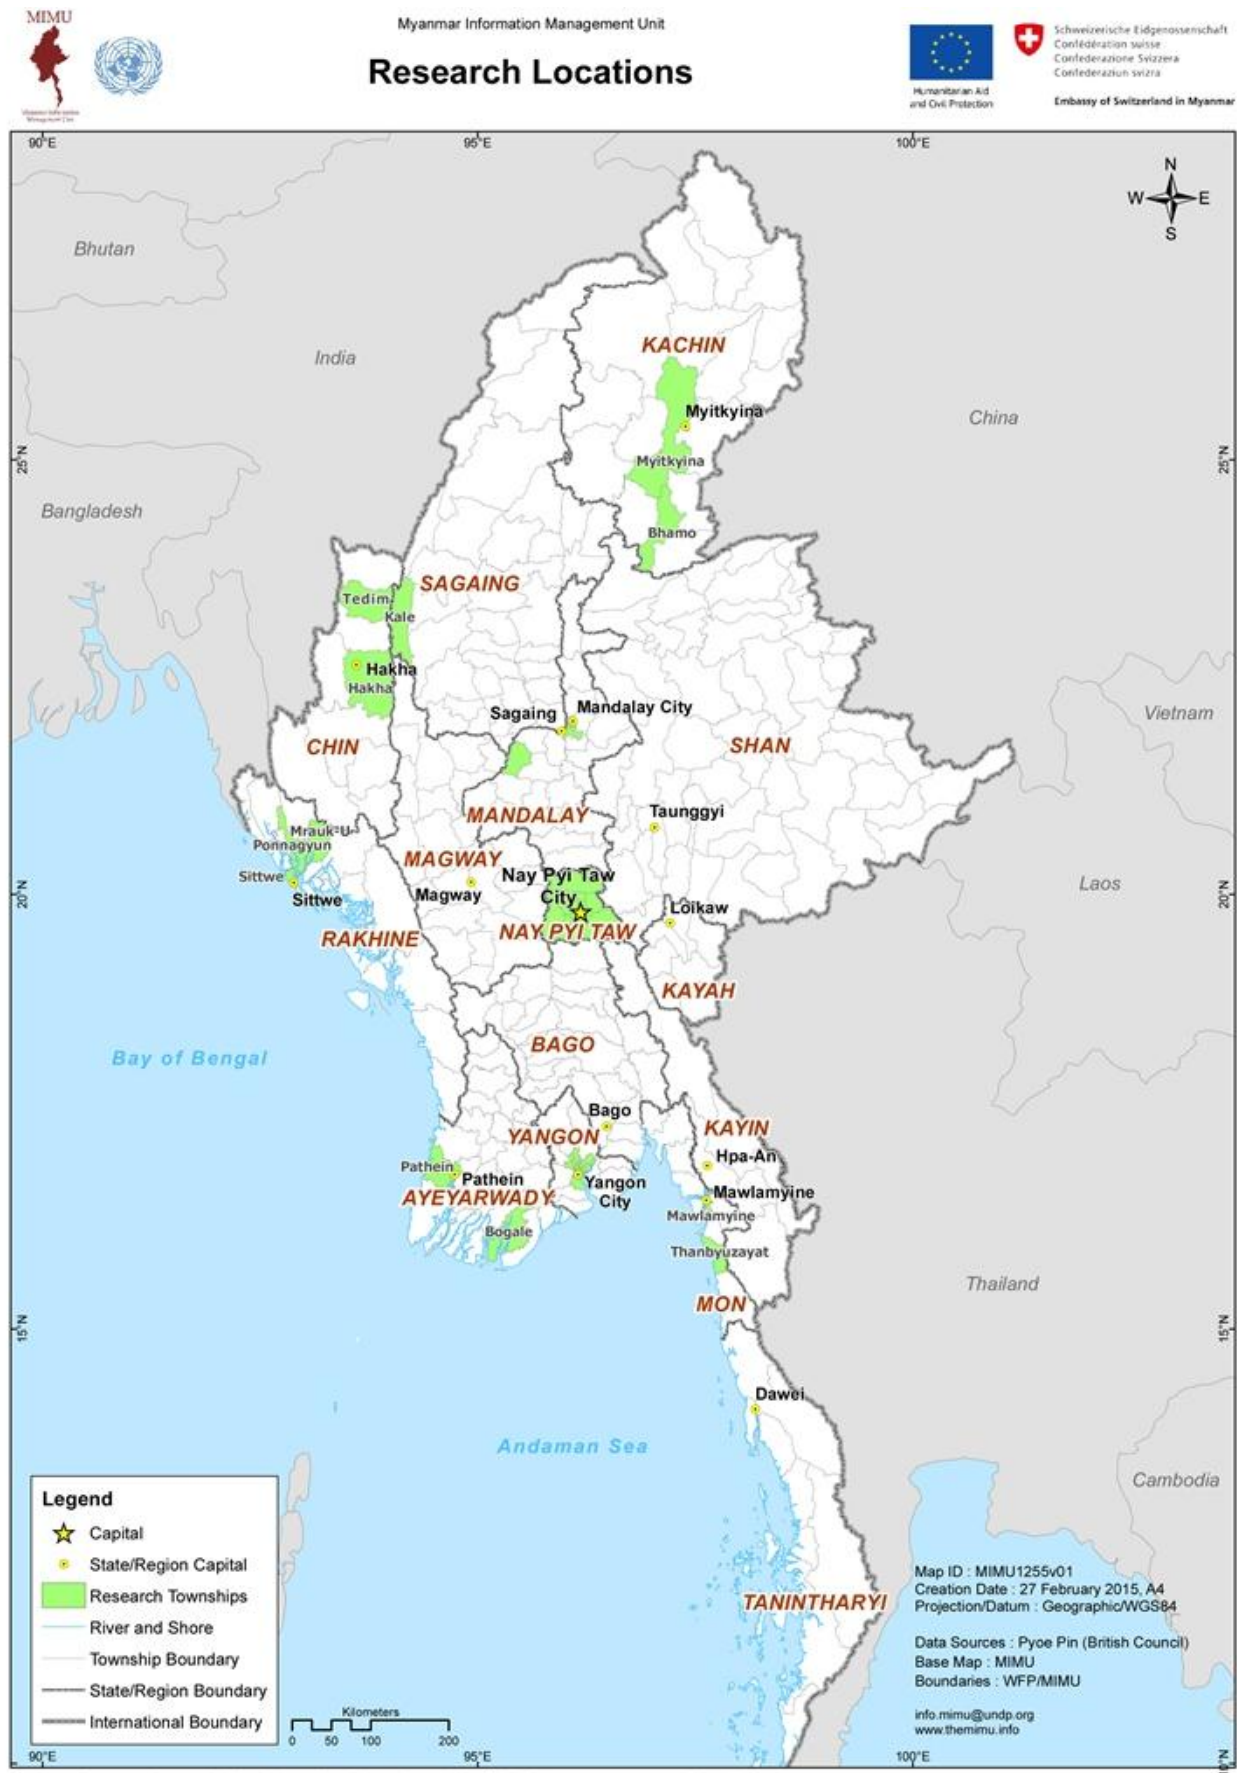 MIMU
Myanmar Information Management Unit
Research Locations
Humanitarian Aid
and Civil Protection
Schweizerische Eidgenossenschaft
Confédération suisse
Confederazione Svizzera
Confederaziun svizra
Embassy of Switzerland in Myanmar
90°E
95°E
100°E
N
W
E
S
Bhutan
India
KACHIN
Myitkyina
China
25°N
Myitkyina
25°N
Bangladesh
Bhamo
SAGAING
Tedim
Kale
Hakha
Hakha
Sagaing
Mandalay City
Vietnam
CHIN
SHAN
Taunggyi
MANDALAY
Mrauk-U
Ponnagyun
MAGWAY
Sittwe
Nay Pyi Taw
City
Laos
Sittwe
Magway
20°N
20°N
Loikaw
RAKHINE
NAY PYI TAW
KAYAH
BAGO
Bay of Bengal
Bago
YANGON
KAYIN
Hpa-An
Pathein
Pathein
Yangon
City
AYEYARWADY
Mawlamyine
Mawlamyine
Bogale
Thanbyuzayat
Thailand
MON
15°N
15°N
Dawei
Andaman Sea
Cambodia
Legend
Capital
State/Region Capital
Research Townships
River and Shore
Township Boundary
State/Region Boundary
International Boundary
TANINTHARYI
Map ID : MIMU1255v01
Creation Date : 27 February 2015, A4
Projection/Datum : Geographic/WGS84
Data Sources : Pyoe Pin (British Council)
Base Map : MIMU
Boundaries : WFP/MIMU
info.mimu@undp.org
www.themimu.info
Kilometers
0 50 100 200
90°E
95°E
100°E